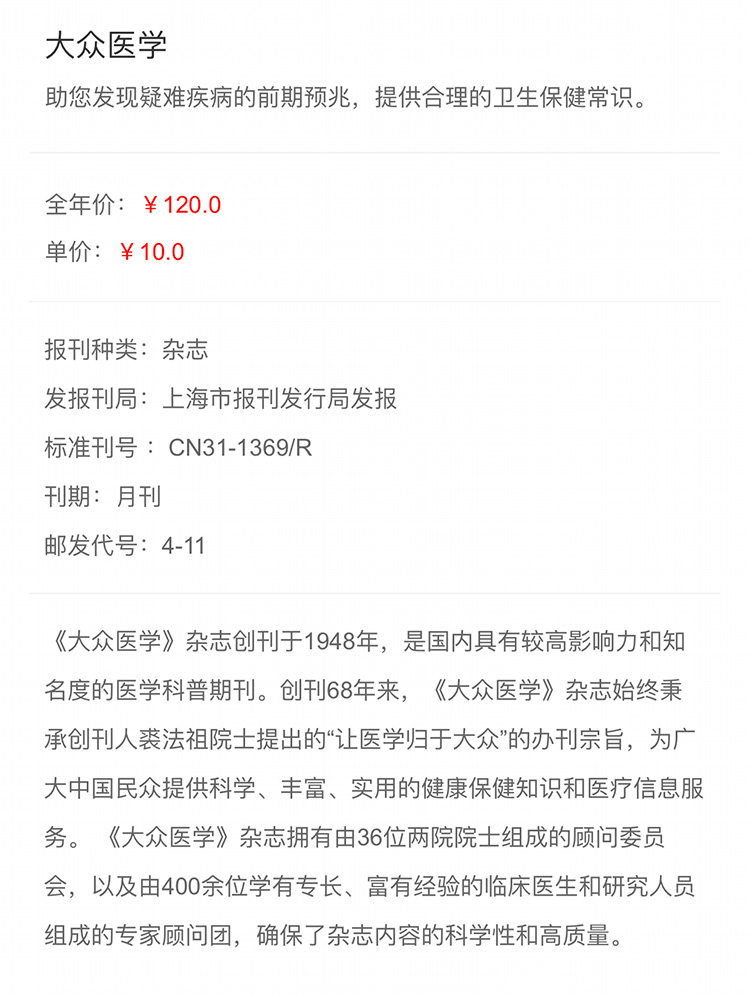 大众医学
助您发现疑难疾病的前期预兆，提供合理的卫生保健常识。
全年价：￥120.0
单价：￥10.0
报刊种类：杂志
发报刊局：上海市报刊发行局发报
标准刊号 ：CN31-1369/R
刊期：月刊
邮发代号：4-11
《大众医学》杂志创刊于1948年，是国内具有较高影响力和知
名度的医学科普期刊。创刊68年来，《大众医学》杂志始终秉
承创刊人裘法祖院士提出的“让医学归于大众”的办刊宗旨，为广
大中国民众提供科学、丰富、实用的健康保健知识和医疗信息服
务。《大众医学》杂志拥有由36位两院院士组成的顾问委员
会，以及由400余位学有专长、富有经验的临床医生和研究人员
组成的专家顾问团，确保了杂志内容的科学性和高质量。